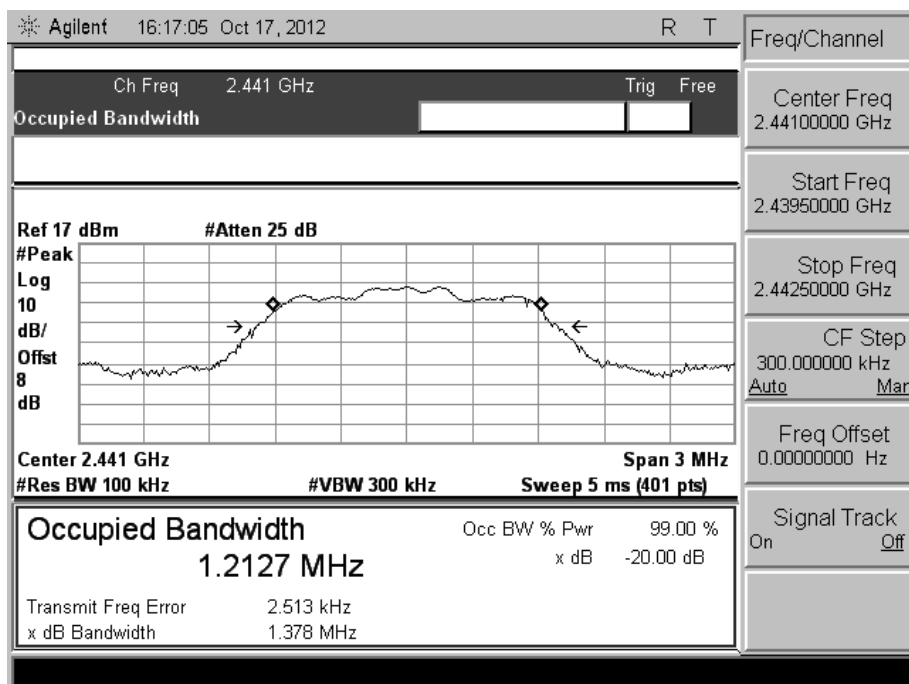 Agilent 16:17:05 Oct 17, 2012 R T
Ch Freq 2.441 GHz Trig Free
Occupied Bandwidth
Ref 17 dBm #Atten 25 dB
#Peak
Log
10
dB/
Offst
8
dB
Center 2.441 GHz Span 3 MHz
#Res BW 100 kHz #VBW 300 kHz Sweep 5 ms (401 pts)
Occupied Bandwidth
1.2127 MHz
Occ BW % Pwr 99.00 %
x dB -20.00 dB
Transmit Freq Error 2.513 kHz
x dB Bandwidth 1.378 MHz
Freq/Channel
Center Freq
2.44100000 GHz
Start Freq
2.43950000 GHz
Stop Freq
2.44250000 GHz
CF Step
300.000000 kHz
Auto Mar
Freq Offset
0.00000000 Hz
Signal Track
On Off